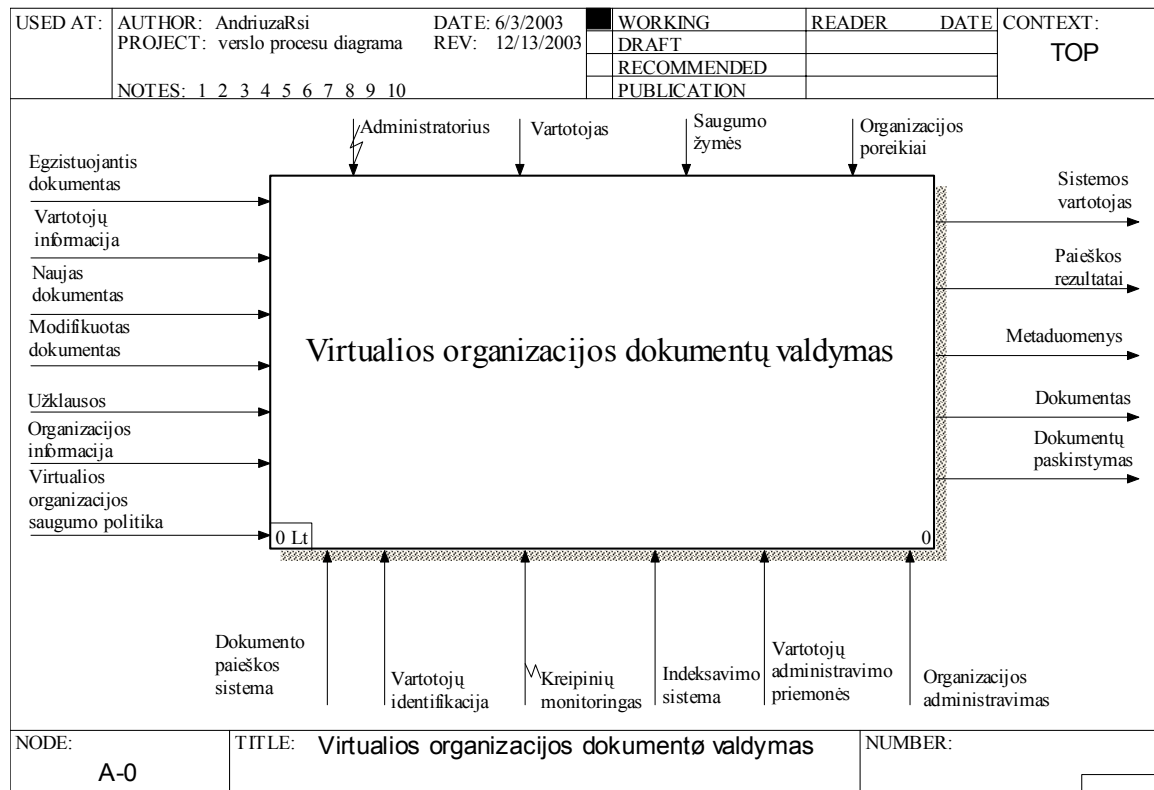 USED AT:
AUTHOR: AndriuzaRsi
DATE: 6/3/2003
PROJECT: verslo procesu diagrama
REV: 12/13/2003
NOTES: 1 2 3 4 5 6 7 8 9 10
WORKING
DRAFT
RECOMMENDED
PUBLICATION
READER
DATE
CONTEXT:
TOP
Administratorius
Vartotojas
Saugumo
žymės
Organizacijos
poreikiai
Egzistuojantis
dokumentas
Vartotojų
informacija
Naujas
dokumentas
Modifikuotas
dokumentas
Užklausos
Organizacijos
informacija
Virtualios
organizacijos
saugumo politika
Virtualios organizacijos dokumentų valdymas
0 Lt
0
Sistemos
vartotojas
Paieškos
rezultatai
Metaduomenys
Dokumentas
Dokumentų
paskirstymas
Dokumento
paieškos
sistema
Vartotojų
identifikacija
Kreipinių
monitoringas
Indeksavimo
sistema
Vartotojų
administravimo
priemonės
Organizacijos
administravimas
NODE:
A-0
TITLE:
Virtualios organizacijos dokumentø valdymas
NUMBER: